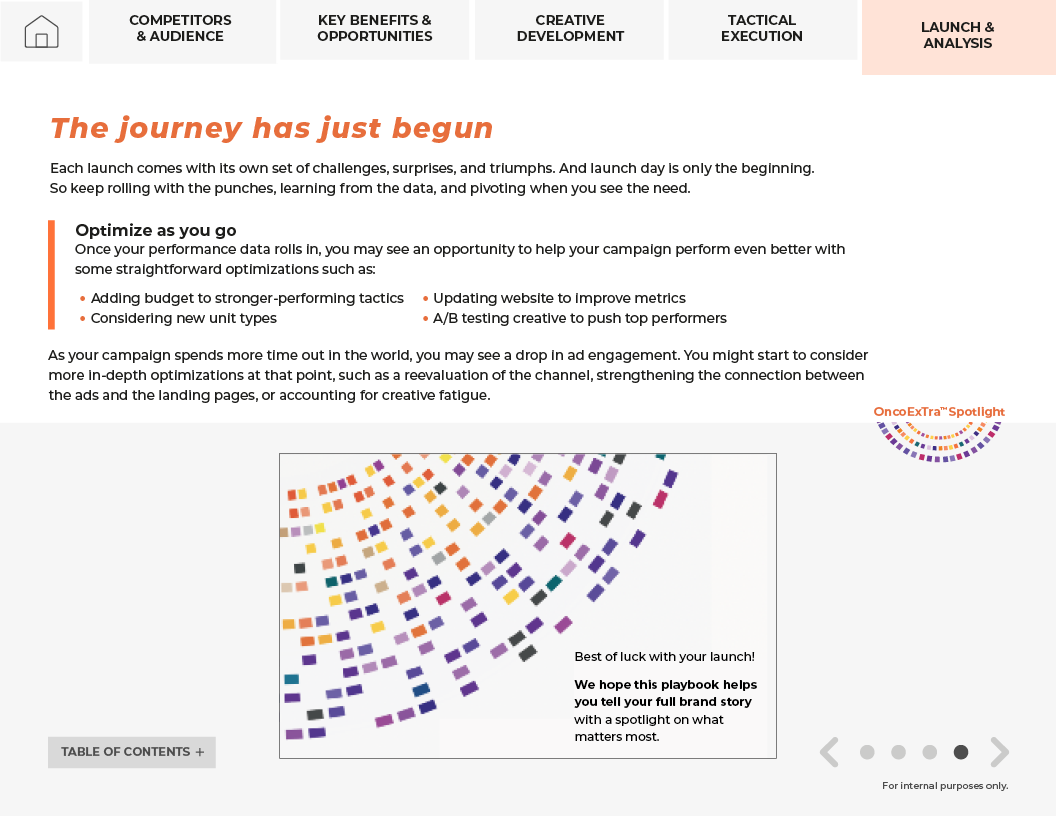 COMPETITORS
& AUDIENCE
KEY BENEFITS &
OPPORTUNITIES
CREATIVE
DEVELOPMENT
TACTICAL
EXECUTION
LAUNCH &
ANALYSIS
The journey has just begun
Each launch comes with its own set of challenges, surprises, and triumphs. And launch day is only the beginning.
So keep rolling with the punches, learning from the data, and pivoting when you see the need.
Optimize as you go
Once your performance data rolls in, you may see an opportunity to help your campaign perform even better with
some straightforward optimizations such as:
• Adding budget to stronger-performing tactics
• Considering new unit types
• Updating website to improve metrics
• A/B testing creative to push top performers
As your campaign spends more time out in the world, you may see a drop in ad engagement. You might start to consider
more in-depth optimizations at that point, such as a reevaluation of the channel, strengthening the connection between
the ads and the landing pages, or accounting for creative fatigue.
OncoExTra™ Spotlight
Best of luck with your launch!
We hope this playbook helps
you tell your full brand story
with a spotlight on what
matters most.
TABLE OF CONTENTS +
For internal purposes only.